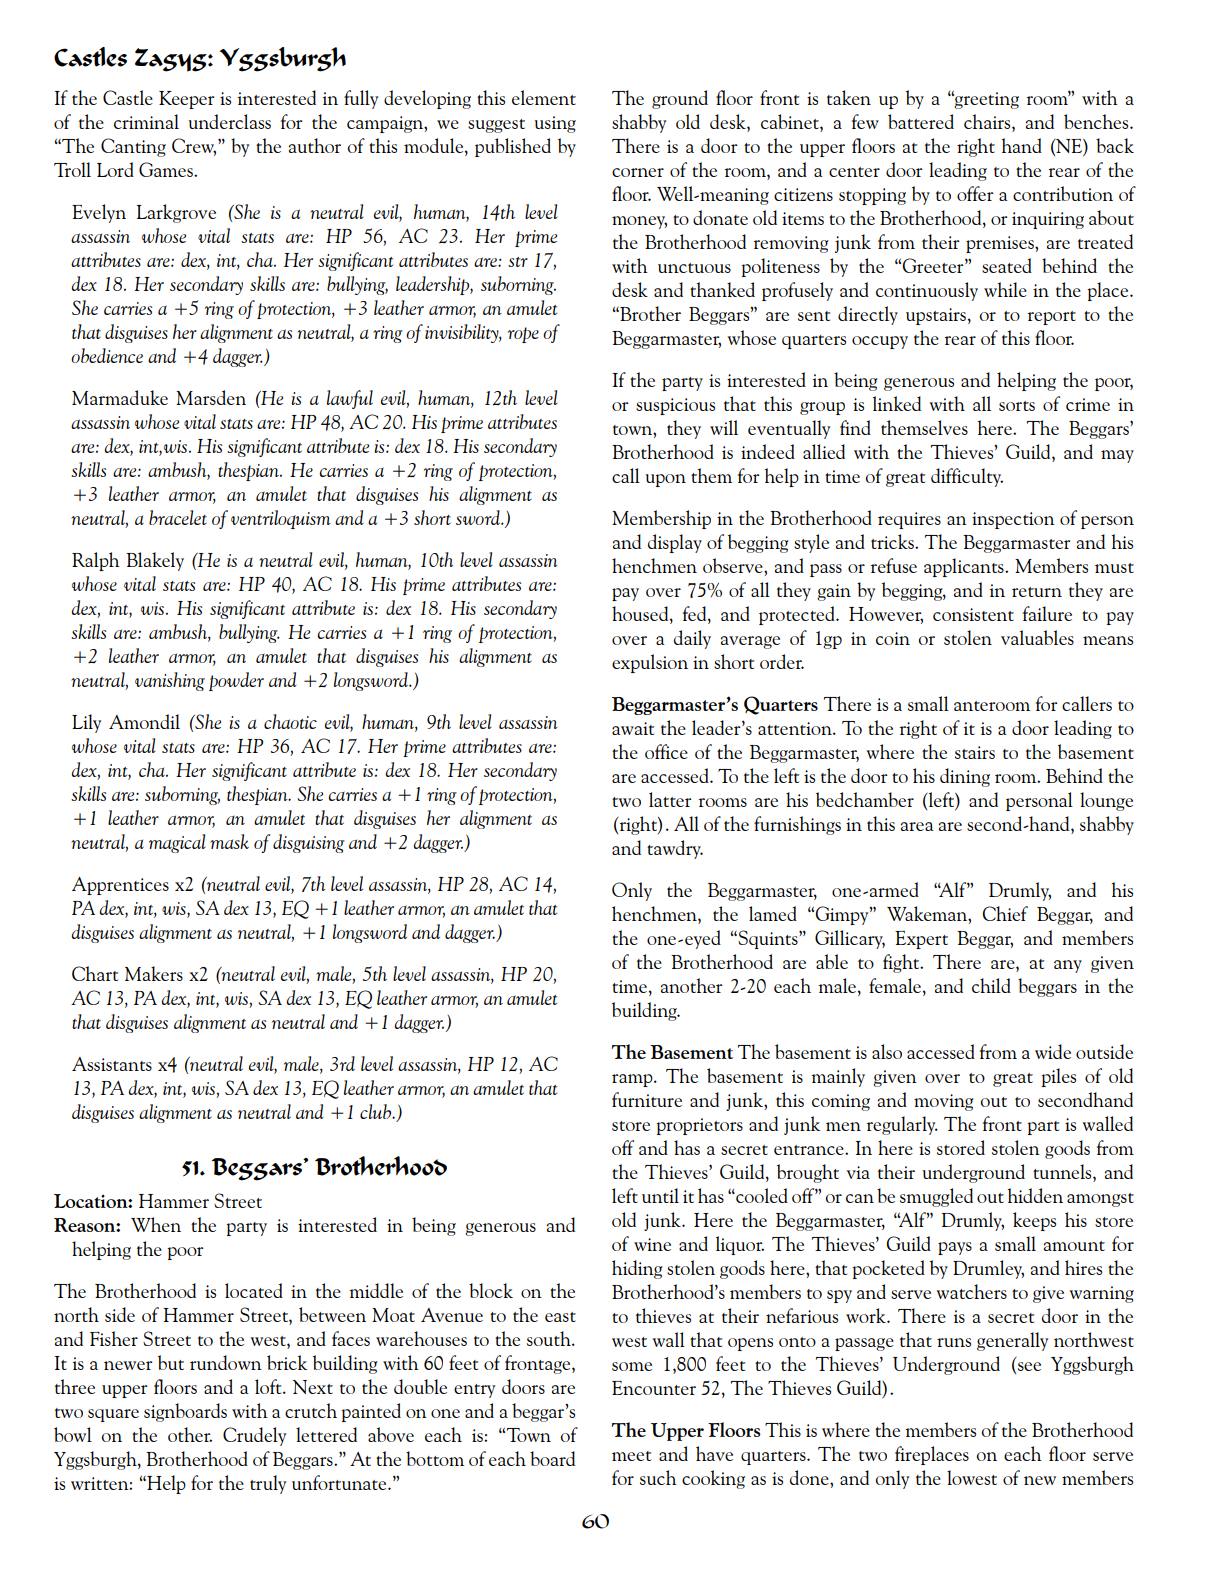 Castles Zagyg: Yggsburgh
If the Castle Keeper is interested in fully developing this element
of the criminal underclass for the campaign, we suggest using
“The Canting Crew,” by the author of this module, published by
Troll Lord Games.
Evelyn Larkgrove (She is a neutral evil, human, 14th level
assassin whose vital stats are: HP 56, AC 23. Her prime
attributes are: dex, int, cha. Her significant attributes are: str 17,
dex 18. Her secondary skills are: bullying, leadership, suborning.
She carries a +5 ring of protection, +3 leather armor, an amulet
that disguises her alignment as neutral, a ring of invisibility, rope of
obedience and +4 dagger.)
Marmaduke Marsden (He is a lawful evil, human, 12th level
assassin whose vital stats are: HP 48, AC 20. His prime attributes
are: dex, int,wis. His significant attribute is: dex 18. His secondary
skills are: ambush, thespian. He carries a +2 ring of protection,
+3 leather armor, an amulet that disguises his alignment as
neutral, a bracelet of ventriloquism and a +3 short sword.)
Ralph Blakely (He is a neutral evil, human, 10th level assassin
whose vital stats are: HP 40, AC 18. His prime attributes are:
dex, int, wis. His significant attribute is: dex 18. His secondary
skills are: ambush, bullying. He carries a +1 ring of protection,
+2 leather armor, an amulet that disguises his alignment as
neutral, vanishing powder and +2 longsword.)
Lily Amondil (She is a chaotic evil, human, 9th level assassin
whose vital stats are: HP 36, AC 17. Her prime attributes are:
dex, int, cha. Her significant attribute is: dex 18. Her secondary
skills are: suborning, thespian. She carries a +1 ring of protection,
+1 leather armor, an amulet that disguises her alignment as
neutral, a magical mask of disguising and +2 dagger.)
Apprentices x2 (neutral evil, 7th level assassin, HP 28, AC 14,
PA dex, int, wis, SA dex 13, EQ +1 leather armor, an amulet that
disguises alignment as neutral, +1 longsword and dagger.)
Chart Makers x2 (neutral evil, male, 5th level assassin, HP 20,
AC 13, PA dex, int, wis, SA dex 13, EQ leather armor, an amulet
that disguises alignment as neutral and +1 dagger.)
Assistants x4 (neutral evil, male, 3rd level assassin, HP 12, AC
13, PA dex, int, wis, SA dex 13, EQ leather armor, an amulet that
disguises alignment as neutral and +1 club.)
51. Beggars’ Brotherhood
Location: Hammer Street
Reason: When the party is interested in being generous and
helping the poor
The Brotherhood is located in the middle of the block on the
north side of Hammer Street, between Moat Avenue to the east
and Fisher Street to the west, and faces warehouses to the south.
It is a newer but rundown brick building with 60 feet of frontage,
three upper floors and a loft. Next to the double entry doors are
two square signboards with a crutch painted on one and a beggar’s
bowl on the other. Crudely lettered above each is: “Town of
Yggsburgh, Brotherhood of Beggars.” At the bottom of each board
is written: “Help for the truly unfortunate.”
The ground floor front is taken up by a “greeting room” with a
shabby old desk, cabinet, a few battered chairs, and benches.
There is a door to the upper floors at the right hand (NE) back
corner of the room, and a center door leading to the rear of the
floor. Well-meaning citizens stopping by to offer a contribution of
money, to donate old items to the Brotherhood, or inquiring about
the Brotherhood removing junk from their premises, are treated
with unctuous politeness by the “Greeter” seated behind the
desk and thanked profusely and continuously while in the place.
“Brother Beggars” are sent directly upstairs, or to report to the
Beggarmaster, whose quarters occupy the rear of this floor.
If the party is interested in being generous and helping the poor,
or suspicious that this group is linked with all sorts of crime in
town, they will eventually find themselves here. The Beggars’
Brotherhood is indeed allied with the Thieves’ Guild, and may
call upon them for help in time of great difficulty.
Membership in the Brotherhood requires an inspection of person
and display of begging style and tricks. The Beggarmaster and his
henchmen observe, and pass or refuse applicants. Members must
pay over 75% of all they gain by begging, and in return they are
housed, fed, and protected. However, consistent failure to pay
over a daily average of 1gp in coin or stolen valuables means
expulsion in short order.
Beggarmaster’s Quarters There is a small anteroom for callers to
await the leader’s attention. To the right of it is a door leading to
the office of the Beggarmaster, where the stairs to the basement
are accessed. To the left is the door to his dining room. Behind the
two latter rooms are his bedchamber (left) and personal lounge
(right). All of the furnishings in this area are second-hand, shabby
and tawdry.
Only the Beggarmaster, one-armed “Alf” Drumly, and his
henchmen, the lamed “Gimpy” Wakeman, Chief Beggar, and
the one-eyed “Squints” Gillicary, Expert Beggar, and members
of the Brotherhood are able to fight. There are, at any given
time, another 2-20 each male, female, and child beggars in the
building.
The Basement The basement is also accessed from a wide outside
ramp. The basement is mainly given over to great piles of old
furniture and junk, this coming and moving out to secondhand
store proprietors and junk men regularly. The front part is walled
off and has a secret entrance. In here is stored stolen goods from
the Thieves’ Guild, brought via their underground tunnels, and
left until it has “cooled off” or can be smuggled out hidden amongst
old junk. Here the Beggarmaster, “Alf” Drumly, keeps his store
of wine and liquor. The Thieves’ Guild pays a small amount for
hiding stolen goods here, that pocketed by Drumley, and hires the
Brotherhood’s members to spy and serve watchers to give warning
to thieves at their nefarious work. There is a secret door in the
west wall that opens onto a passage that runs generally northwest
some 1,800 feet to the Thieves’ Underground (see Yggsburgh
Encounter 52, The Thieves Guild).
The Upper Floors This is where the members of the Brotherhood
meet and have quarters. The two fireplaces on each floor serve
for such cooking as is done, and only the lowest of new members
60